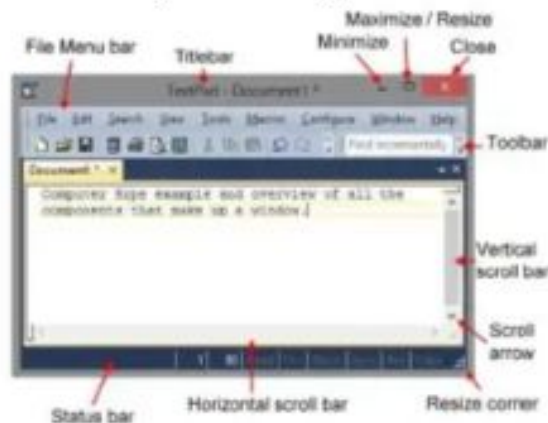 Maximize / Resize
File Menu bar
Titlebar
Minimize
Close
TextPad - Document1 *
File Edit Search View Tools Macros Configure Window Help
Find incrementally
Toolbar
Document1 *
Computer Hope example and overview of all the
components that make up a window.
Vertical
scroll bar
Scroll
arrow
Status bar
Horizontal scroll bar
Resize corner